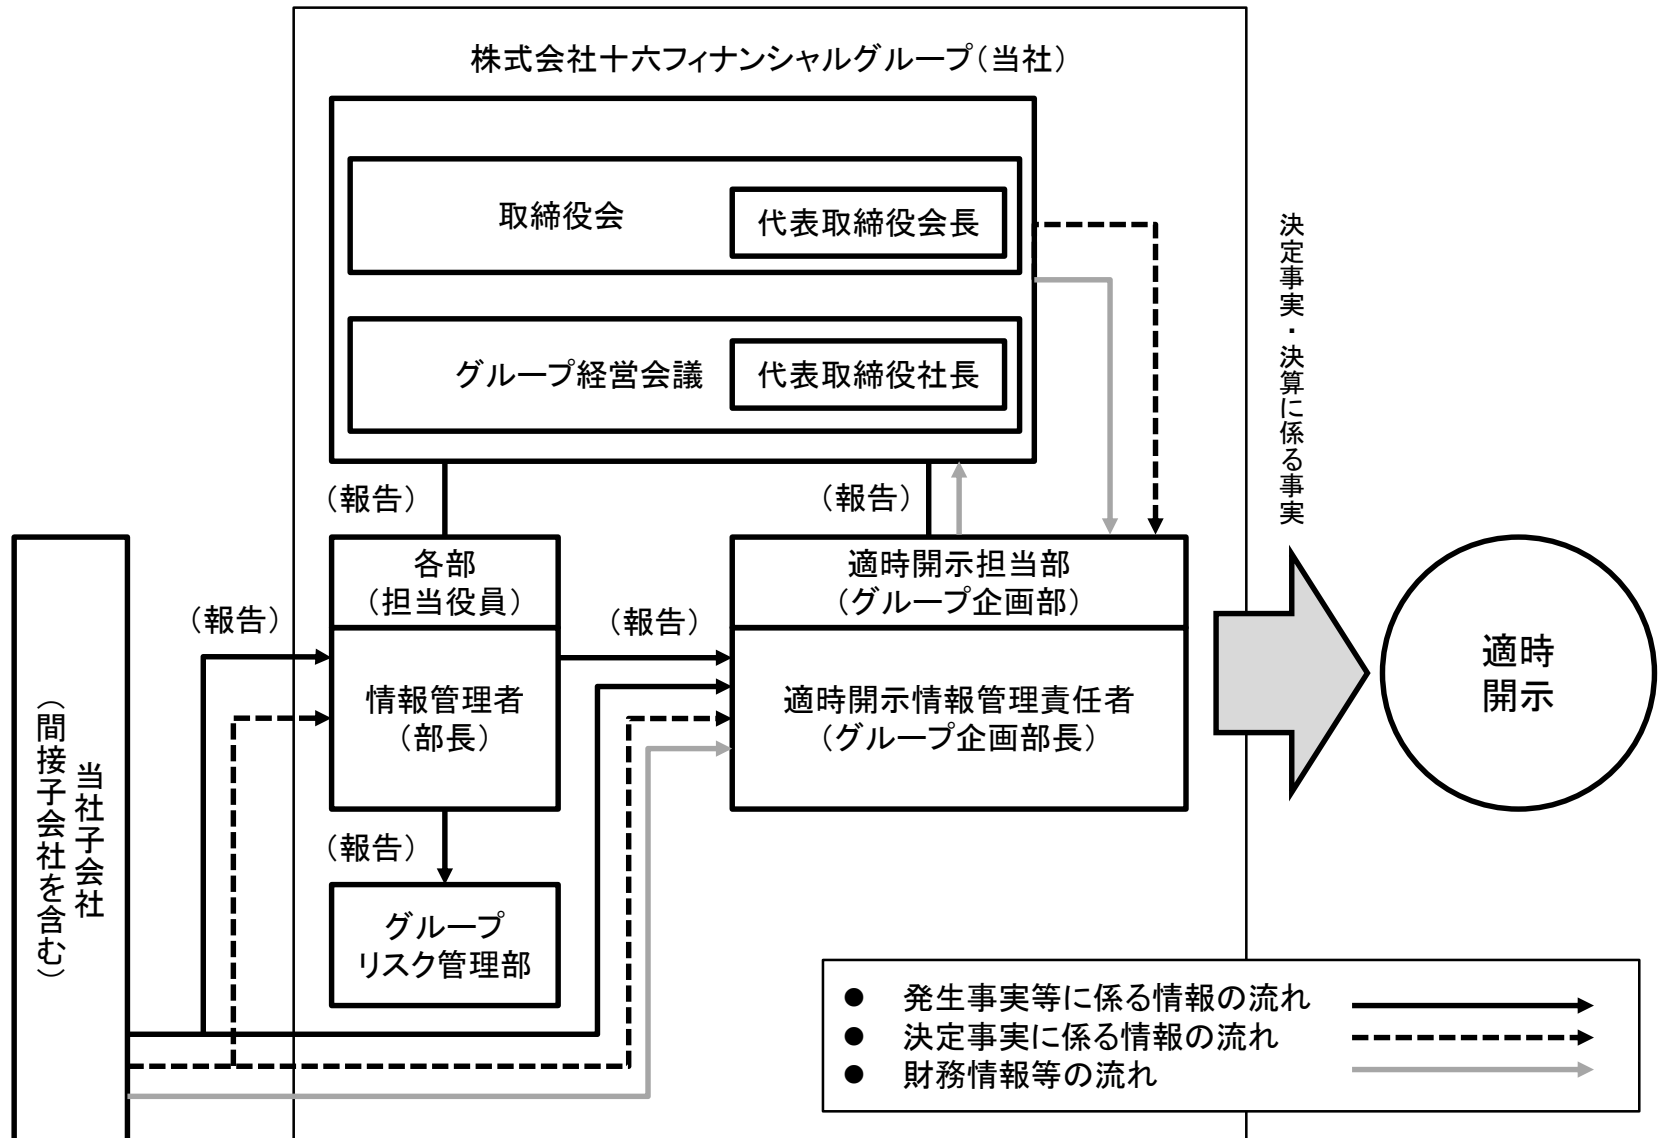 株式会社十六フィナンシャルグループ（当社）
取締役会
代表取締役会長
グループ経営会議
代表取締役社長
決定事実・決算に係る事実
（報告）
（報告）
各部
（担当役員）
適時開示担当部
（グループ企画部）
（報告）
（報告）
情報管理者
（部長）
適時開示情報管理責任者
（グループ企画部長）
適時
開示
当社子会社
（間接子会社を含む）
（報告）
グループ
リスク管理部
● 発生事実等に係る情報の流れ
● 決定事実に係る情報の流れ
● 財務情報等の流れ